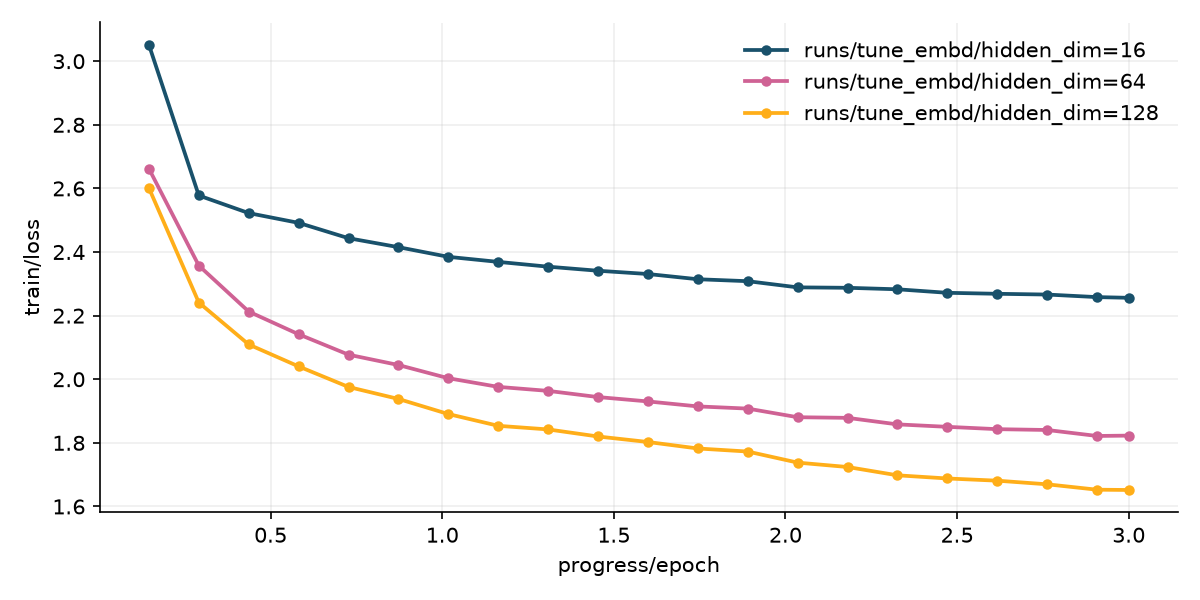 3.0
2.8
2.6
2.4
2.2
2.0
1.8
1.6
train/loss
runs/tune_embd/hidden_dim=16
runs/tune_embd/hidden_dim=64
runs/tune_embd/hidden_dim=128
0.5 1.0 1.5 2.0 2.5 3.0
progress/epoch